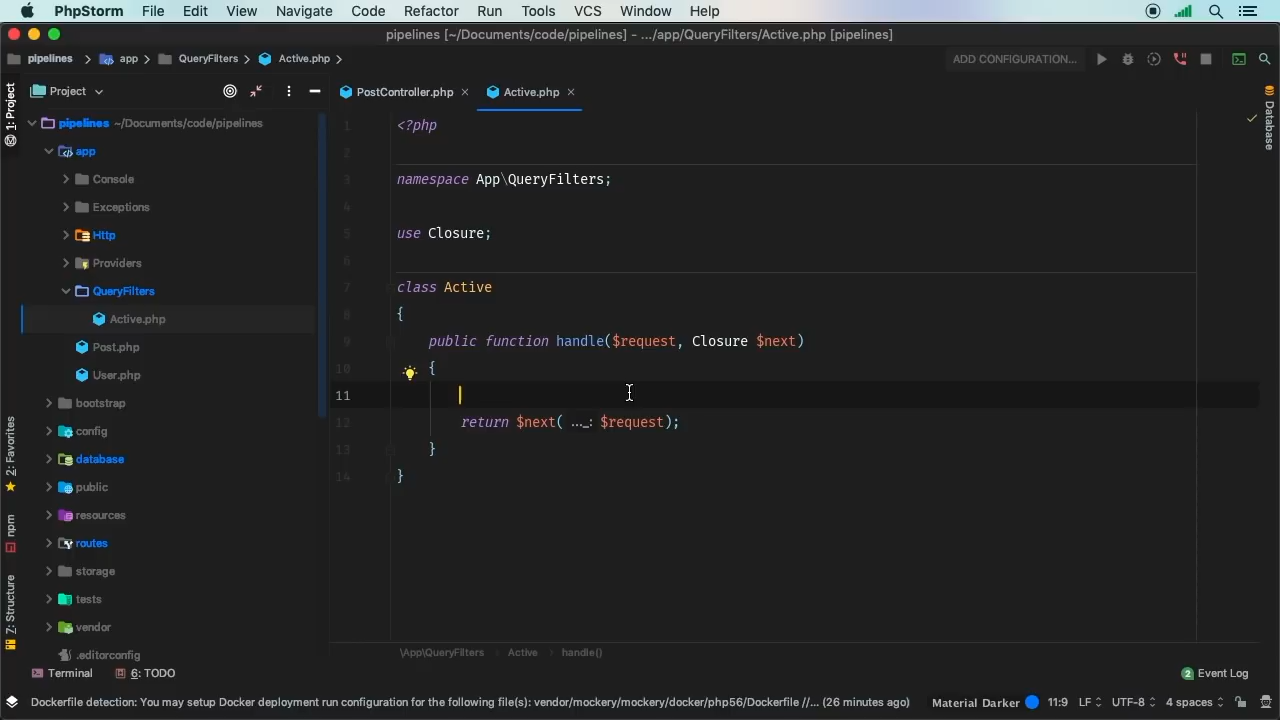 PhpStorm File Edit View Navigate Code Refactor Run Tools VCS Window Help
pipelines [~/Documents/code/pipelines] - .../app/QueryFilters/Active.php [pipelines]
pipelines app QueryFilters Active.php
ADD CONFIGURATION...
1: Project
Project
PostController.php
Active.php
Database
pipelines ~/Documents/code/pipelines
app
Console
Exceptions
Http
Providers
QueryFilters
Active.php
Post.php
User.php
bootstrap
config
database
public
resources
routes
storage
tests
vendor
.editorconfig
2: Favorites
npm
7: Structure
1 <?php
2
3 namespace App\QueryFilters;
4
5 use Closure;
6
7 class Active
8 {
9 public function handle($request, Closure $next)
10 {
11
12 return $next( ..._: $request);
13 }
14 }
\App\QueryFilters Active handle()
Terminal 6: TODO 2 Event Log
Dockerfile detection: You may setup Docker deployment run configuration for the following file(s): vendor/mockery/mockery/docker/php56/Dockerfile //... (26 minutes ago) Material Darker 11:9 LF UTF-8 4 spaces